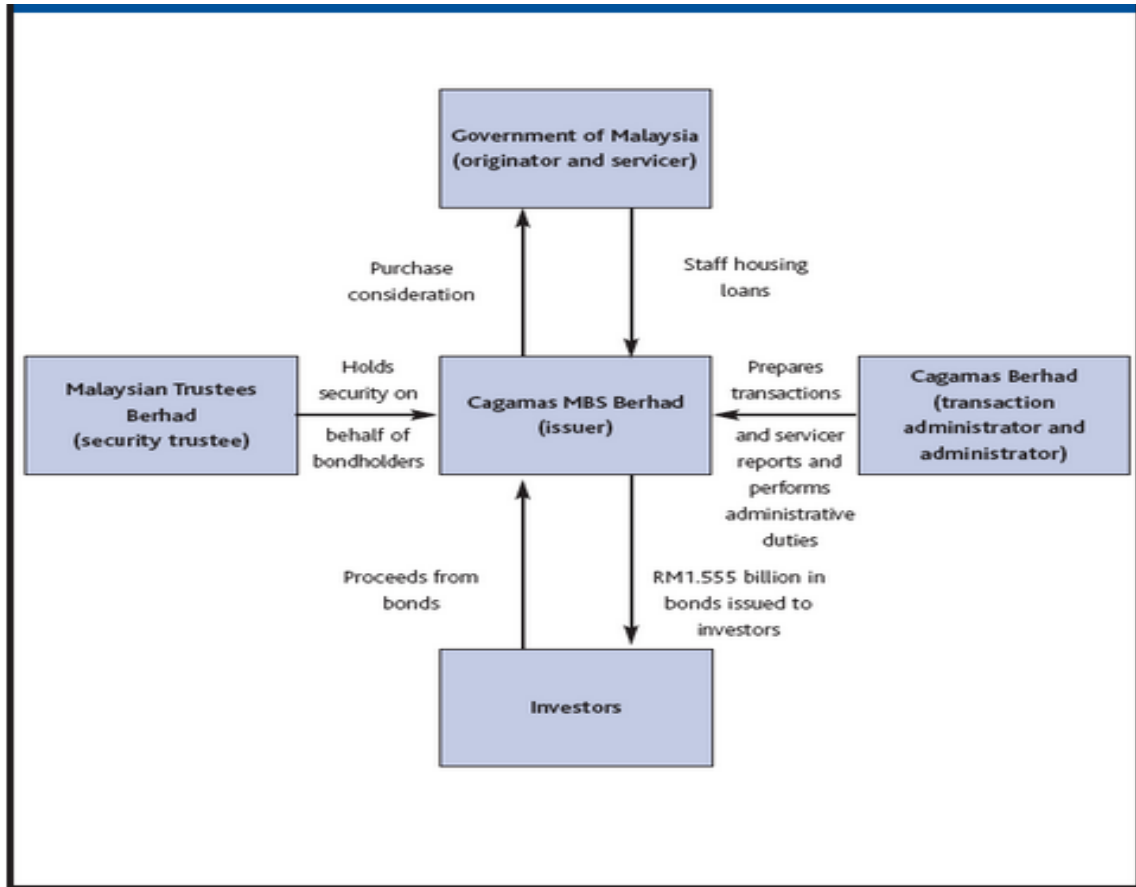 Government of Malaysia
(originator and servicer)
Purchase
consideration
Staff housing
loans
Malaysian Trustees
Berhad
(security trustee)
Holds
security on
behalf of
bondholders
Cagamas MBS Berhad
(issuer)
Prepares
transactions
and servicer
reports and
performs
administrative
duties
Cagamas Berhad
(transaction
administrator and
administrator)
Proceeds from
bonds
RM1.555 billion in
bonds issued to
investors
Investors